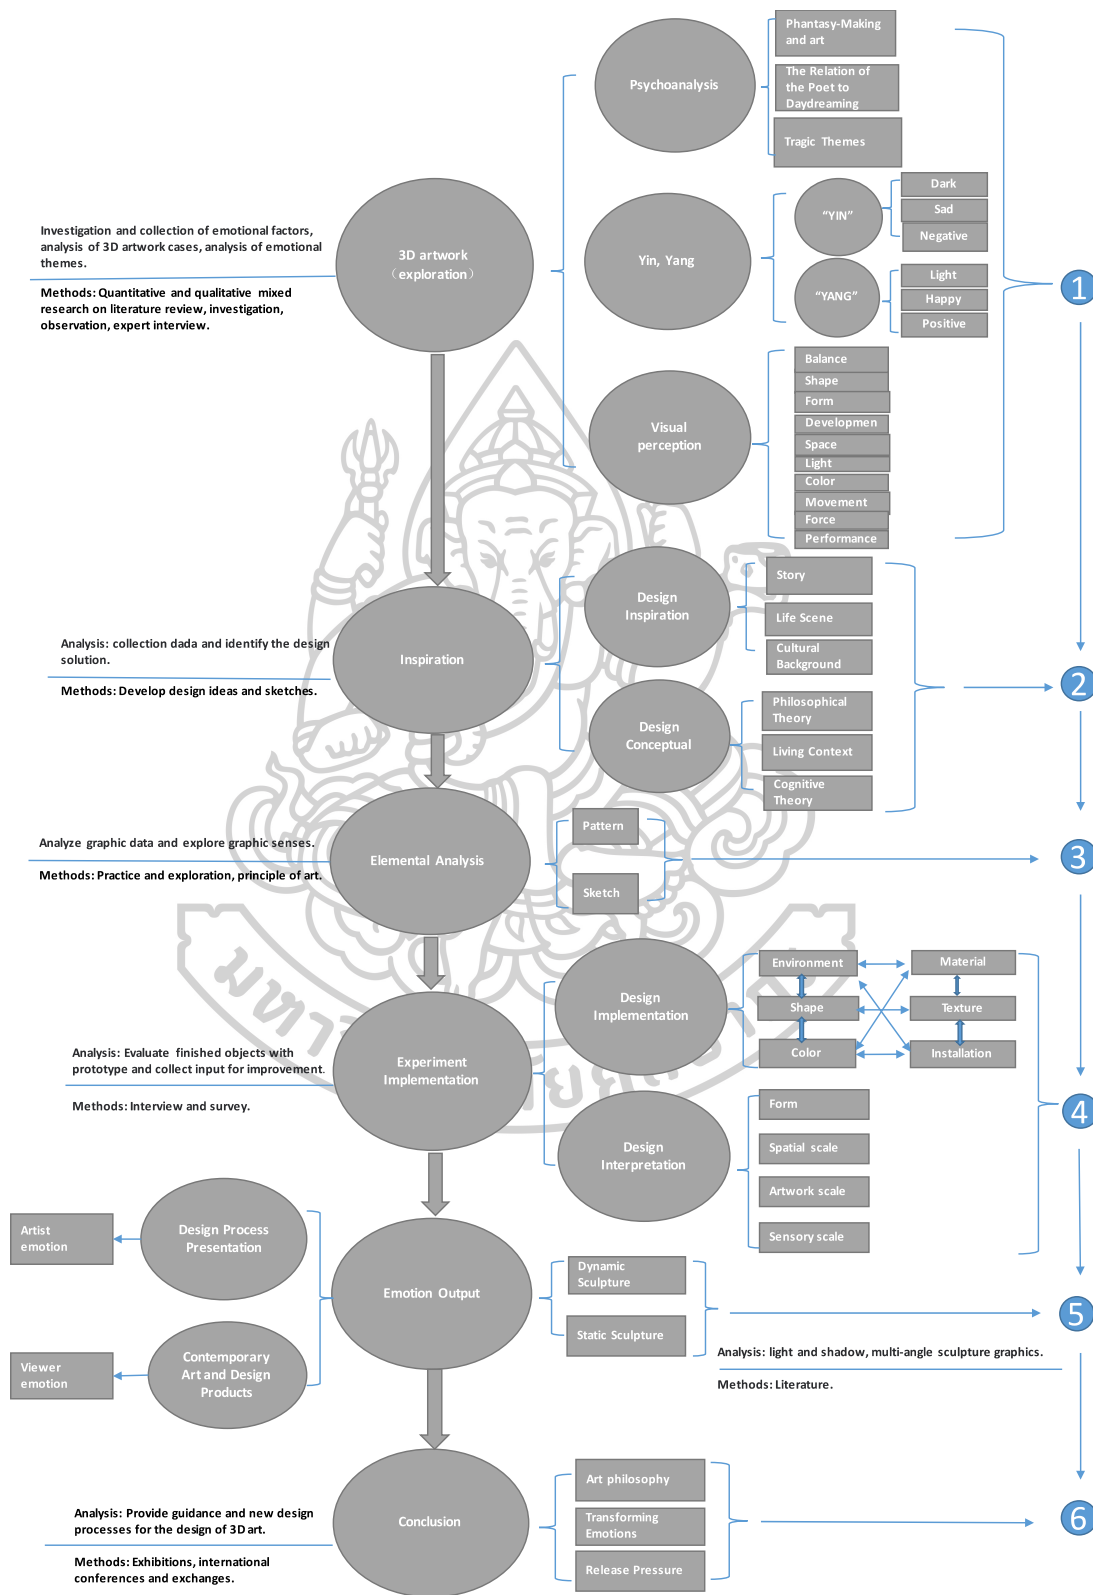 Phantasy-Making
and art
Psychoanalysis
The Relation of
the Poet to
Daydreaming
Tragic Themes
Investigation and collection of emotional factors,
analysis of 3D artwork cases, analysis of emotional
themes.
Methods: Quantitative and qualitative mixed
research on literature review, investigation,
observation, expert interview.
3D artwork
（exploration）
Yin, Yang
“YIN”
Dark
Sad
Negative
“YANG”
Light
Happy
Positive
1
Visual
perception
Balance
Shape
Form
Developmen
Space
Light
Color
Movement
Force
Performance
Analysis: collection dada and identify the design
solution.
Methods: Develop design ideas and sketches.
Inspiration
Design
Inspiration
Story
Life Scene
Cultural
Background
Design
Conceptual
Philosophical
Theory
Living Context
Cognitive
Theory
2
Analyze graphic data and explore graphic senses.
Methods: Practice and exploration, principle of art.
Elemental Analysis
Pattern
Sketch
3
Analysis: Evaluate finished objects with
prototype and collect input for improvement.
Methods: Interview and survey.
Experiment
Implementation
Design
Implementation
Environment
Material
Shape
Texture
Color
Installation
Design
Interpretation
Form
Spatial scale
Artwork scale
Sensory scale
4
Artist
emotion
Design Process
Presentation
Viewer
emotion
Contemporary
Art and Design
Products
Emotion Output
Dynamic
Sculpture
Static Sculpture
5
Analysis: light and shadow, multi-angle sculpture graphics.
Methods: Literature.
Analysis: Provide guidance and new design
processes for the design of 3D art.
Methods: Exhibitions, international
conferences and exchanges.
Conclusion
Art philosophy
Transforming
Emotions
Release Pressure
6